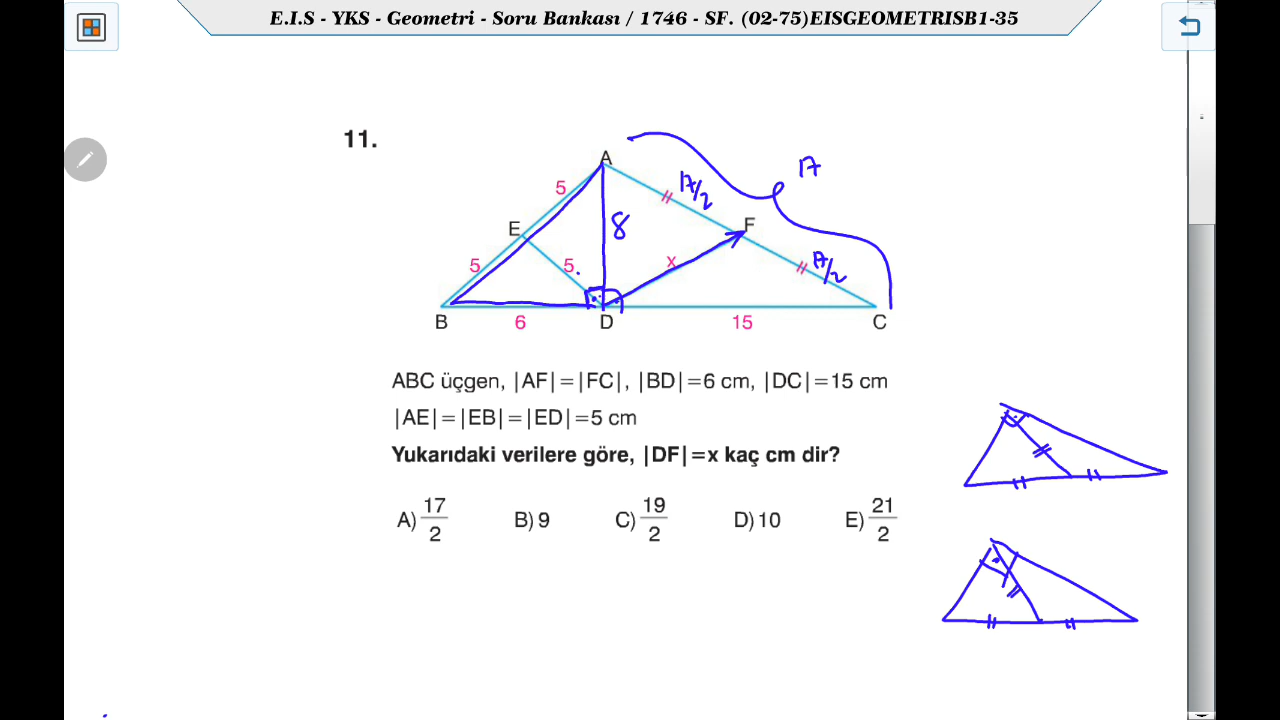 E.I.S - YKS - Geometri - Soru Bankası / 1746 - SF. (02-75)EISGEOMETRISB1-35
11.
A
17
5
17/2
E
8
F
5
5
x
17/2
B
6
D
15
C
ABC üçgen, |AF|=|FC|, |BD|=6 cm, |DC|=15 cm
|AE|=|EB|=|ED|=5 cm
Yukarıdaki verilere göre, |DF|=x kaç cm dir?
A) 17/2 B) 9 C) 19/2 D) 10 E) 21/2